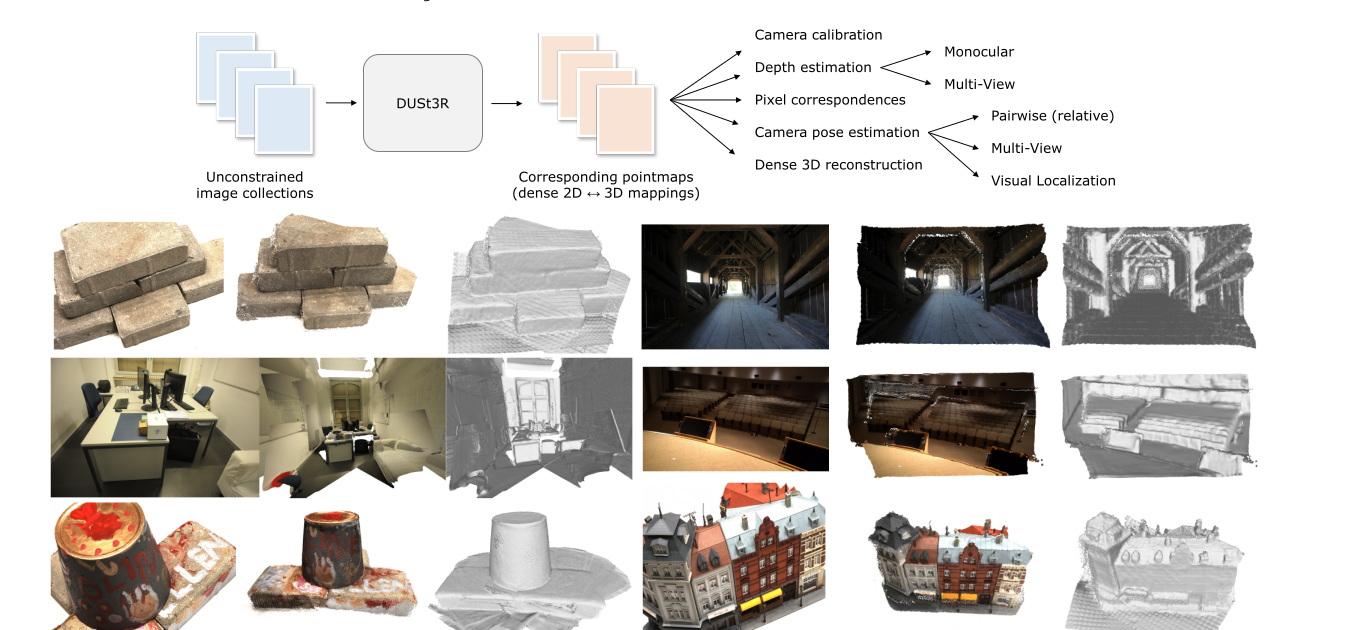 Unconstrained
image collections
DUSt3R
Corresponding pointmaps
(dense 2D ↔ 3D mappings)
Camera calibration
Depth estimation
Monocular
Multi-View
Pixel correspondences
Camera pose estimation
Pairwise (relative)
Multi-View
Visual Localization
Dense 3D reconstruction